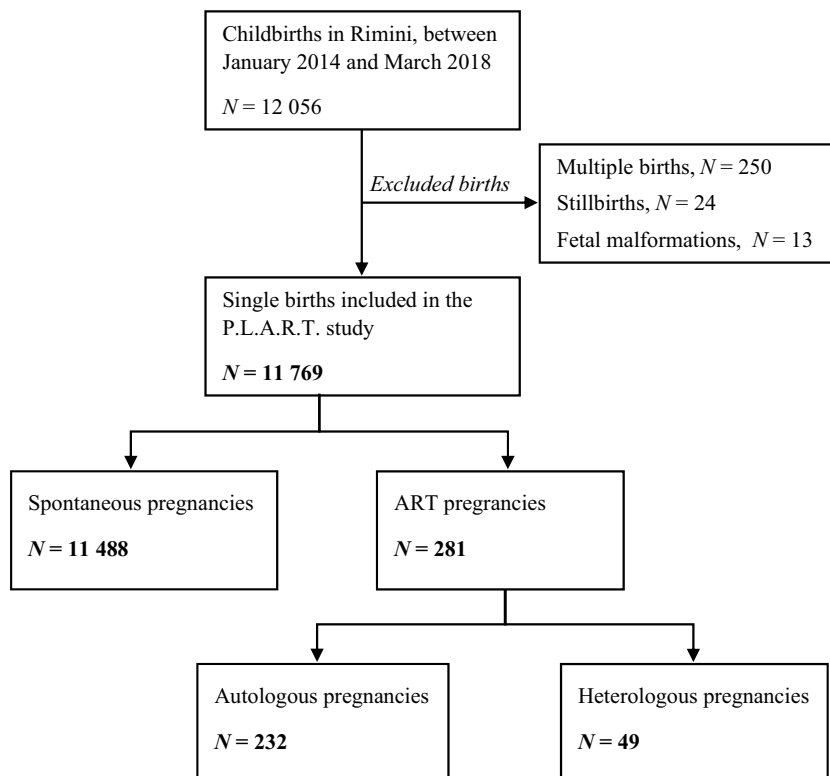 Childbirths in Rimini, between
January 2014 and March 2018
N = 12 056
Excluded births
Multiple births, N = 250
Stillbirths, N = 24
Fetal malformations, N = 13
Single births included in the
P.L.A.R.T. study
N = 11 769
Spontaneous pregnancies
N = 11 488
ART pregrancies
N = 281
Autologous pregnancies
N = 232
Heterologous pregnancies
N = 49